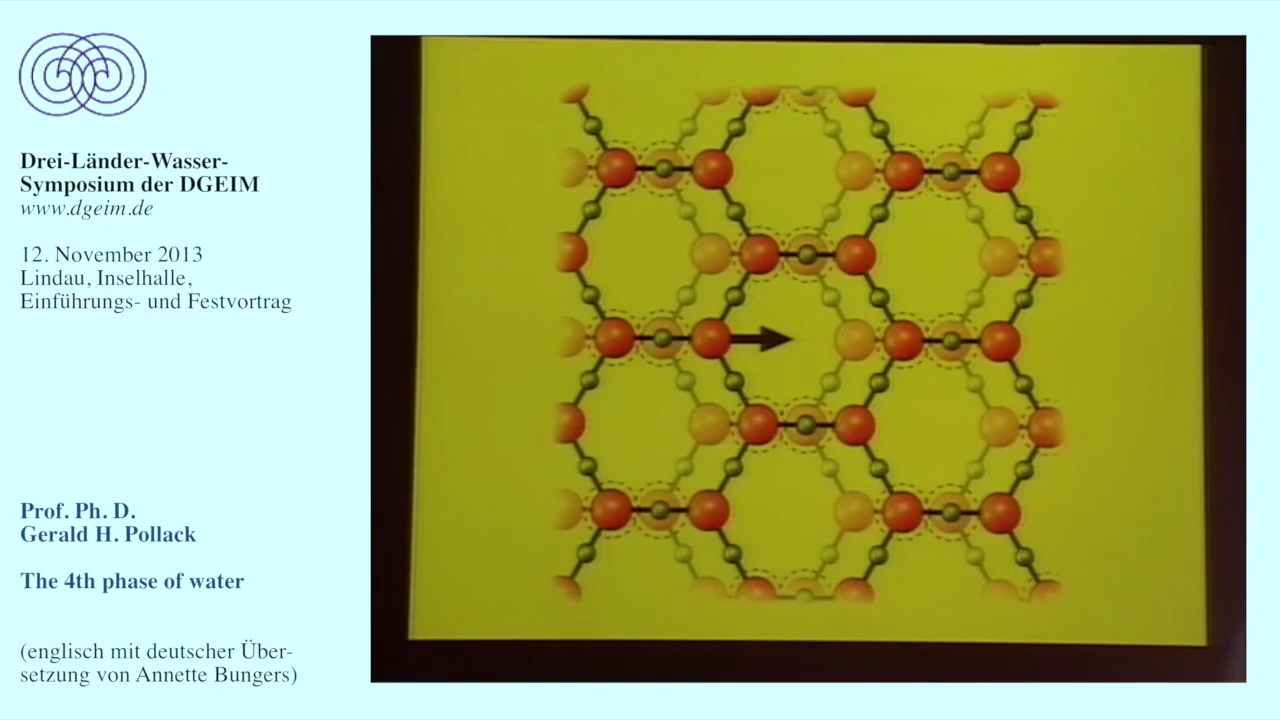 Drei-Länder-Wasser-
Symposium der DGEIM
www.dgeim.de
12. November 2013
Lindau, Inselhalle,
Einführungs- und Festvortrag
Prof. Ph. D.
Gerald H. Pollack
The 4th phase of water
(englisch mit deutscher Über-
setzung von Annette Bungers)